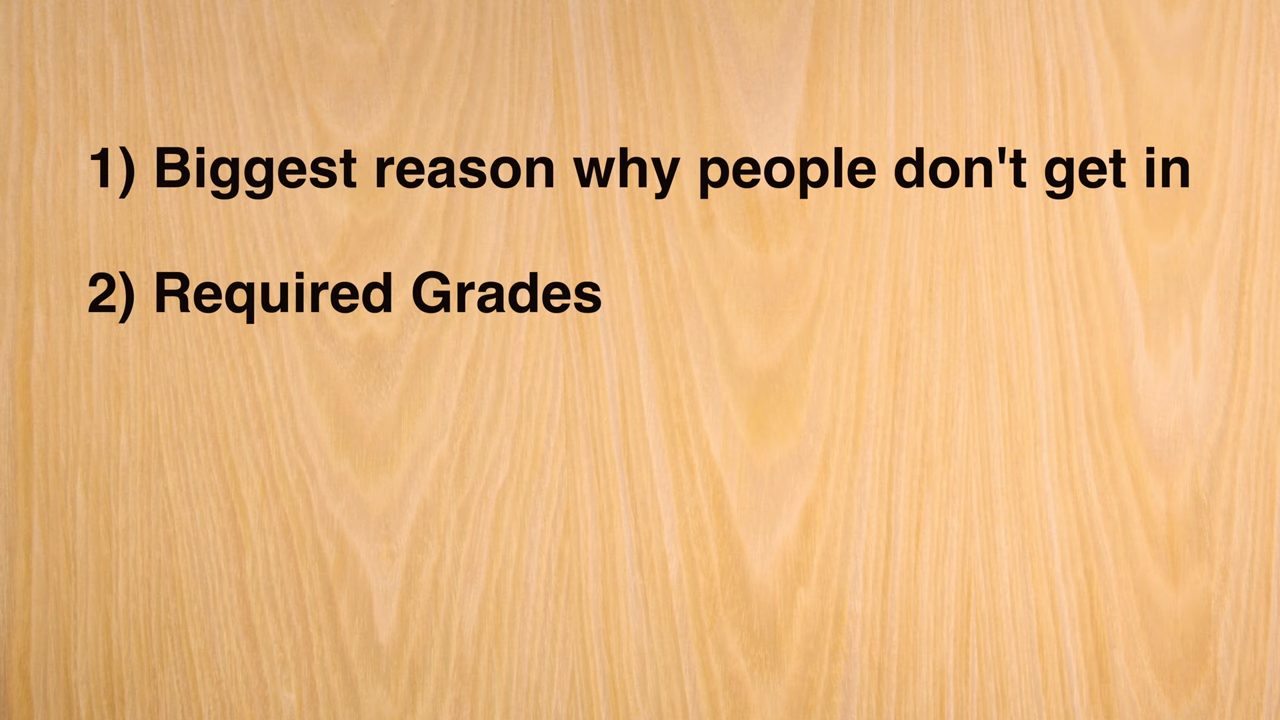 1) Biggest reason why people don't get in
2) Required Grades